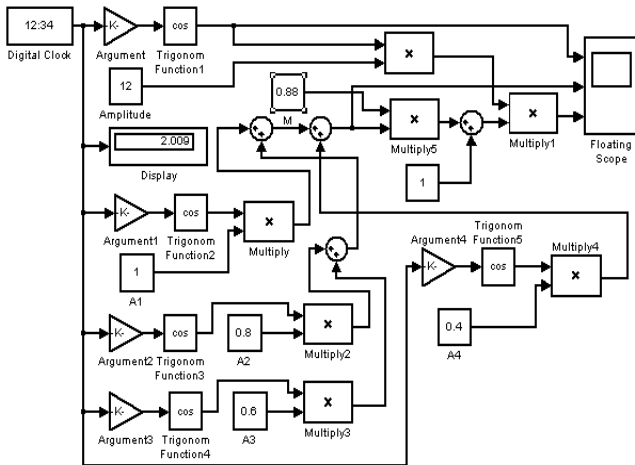 12:34
Digital Clock
-K-
Argument
cos
Trigonom
Function1
12
Amplitude
×
0.88
M
×
Multiply5
×
Multiply1
1
Floating
Scope
2.009
Display
-K-
Argument1
cos
Trigonom
Function2
×
Multiply
1
A1
-K-
Argument4
Trigonom
Function5
cos
Multiply4
×
0.4
A4
-K-
Argument2
cos
Trigonom
Function3
0.8
A2
×
Multiply2
-K-
Argument3
cos
Trigonom
Function4
0.6
A3
×
Multiply3